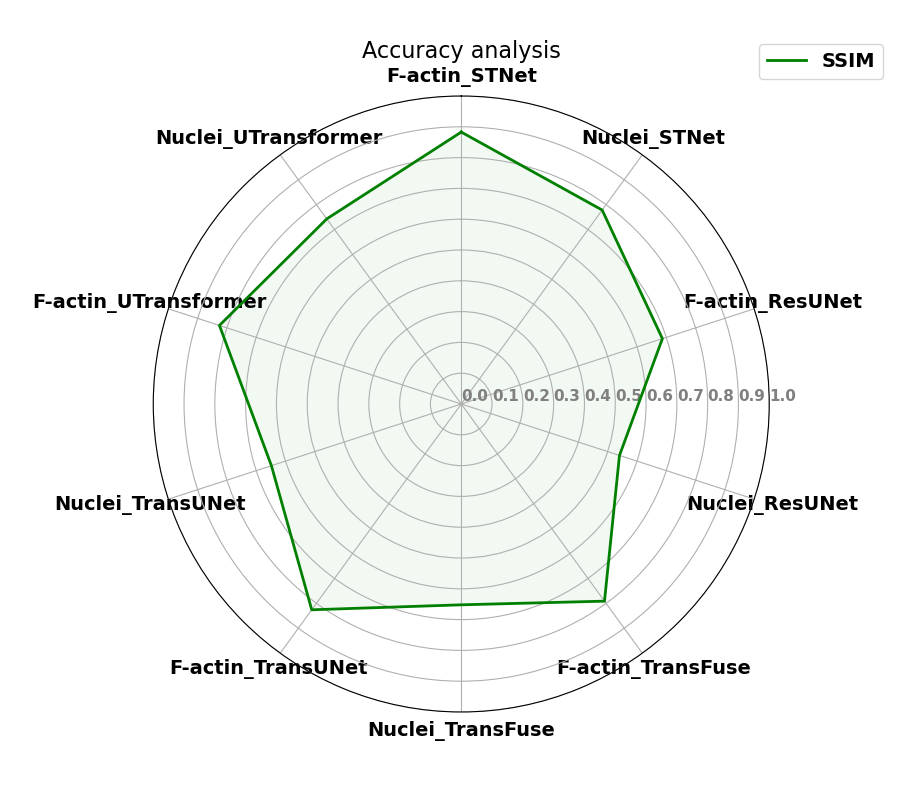 Accuracy analysis
SSIM
F-actin_STNet
Nuclei_UTransformer
Nuclei_STNet
F-actin_UTransformer
F-actin_ResUNet
0.0 0.1 0.2 0.3 0.4 0.5 0.6 0.7 0.8 0.9 1.0
Nuclei_TransUNet
Nuclei_ResUNet
F-actin_TransUNet
F-actin_TransFuse
Nuclei_TransFuse